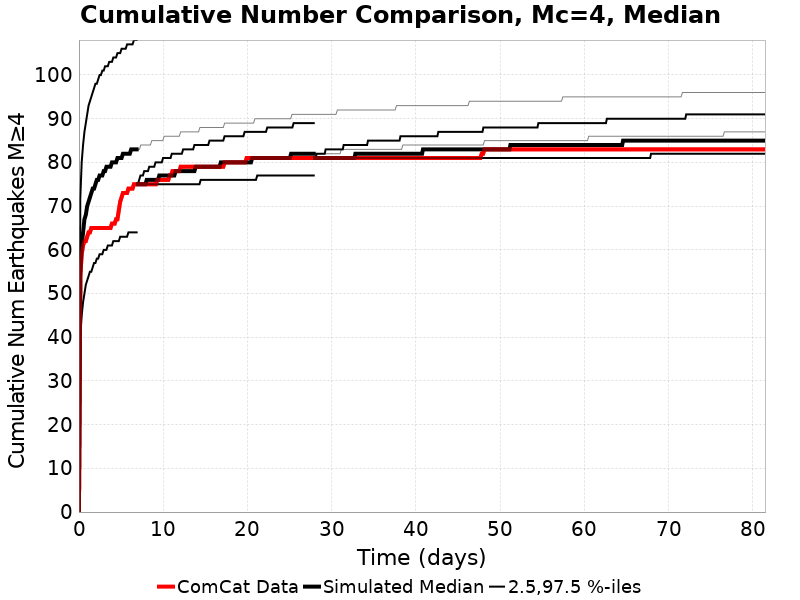 Cumulative Number Comparison, Mc=4, Median
Cumulative Num Earthquakes M≥4
100
90
80
70
60
50
40
30
20
10
0
0 10 20 30 40 50 60 70 80
Time (days)
ComCat Data Simulated Median 2.5,97.5 %-iles